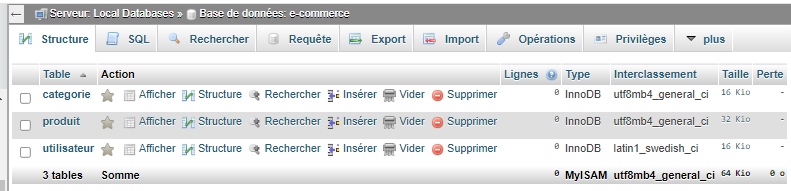 Serveur: Local Databases » Base de données: e-commerce
Structure SQL Rechercher Requête Export Import Opérations Privilèges plus
Table Action Lignes Type Interclassement Taille Perte
categorie Afficher Structure Rechercher Insérer Vider Supprimer 0 InnoDB utf8mb4_general_ci 16 Kio -
produit Afficher Structure Rechercher Insérer Vider Supprimer 0 InnoDB utf8mb4_general_ci 32 Kio -
utilisateur Afficher Structure Rechercher Insérer Vider Supprimer 0 InnoDB latin1_swedish_ci 16 Kio -
3 tables Somme 0 MyISAM utf8mb4_general_ci 64 Kio 0 o